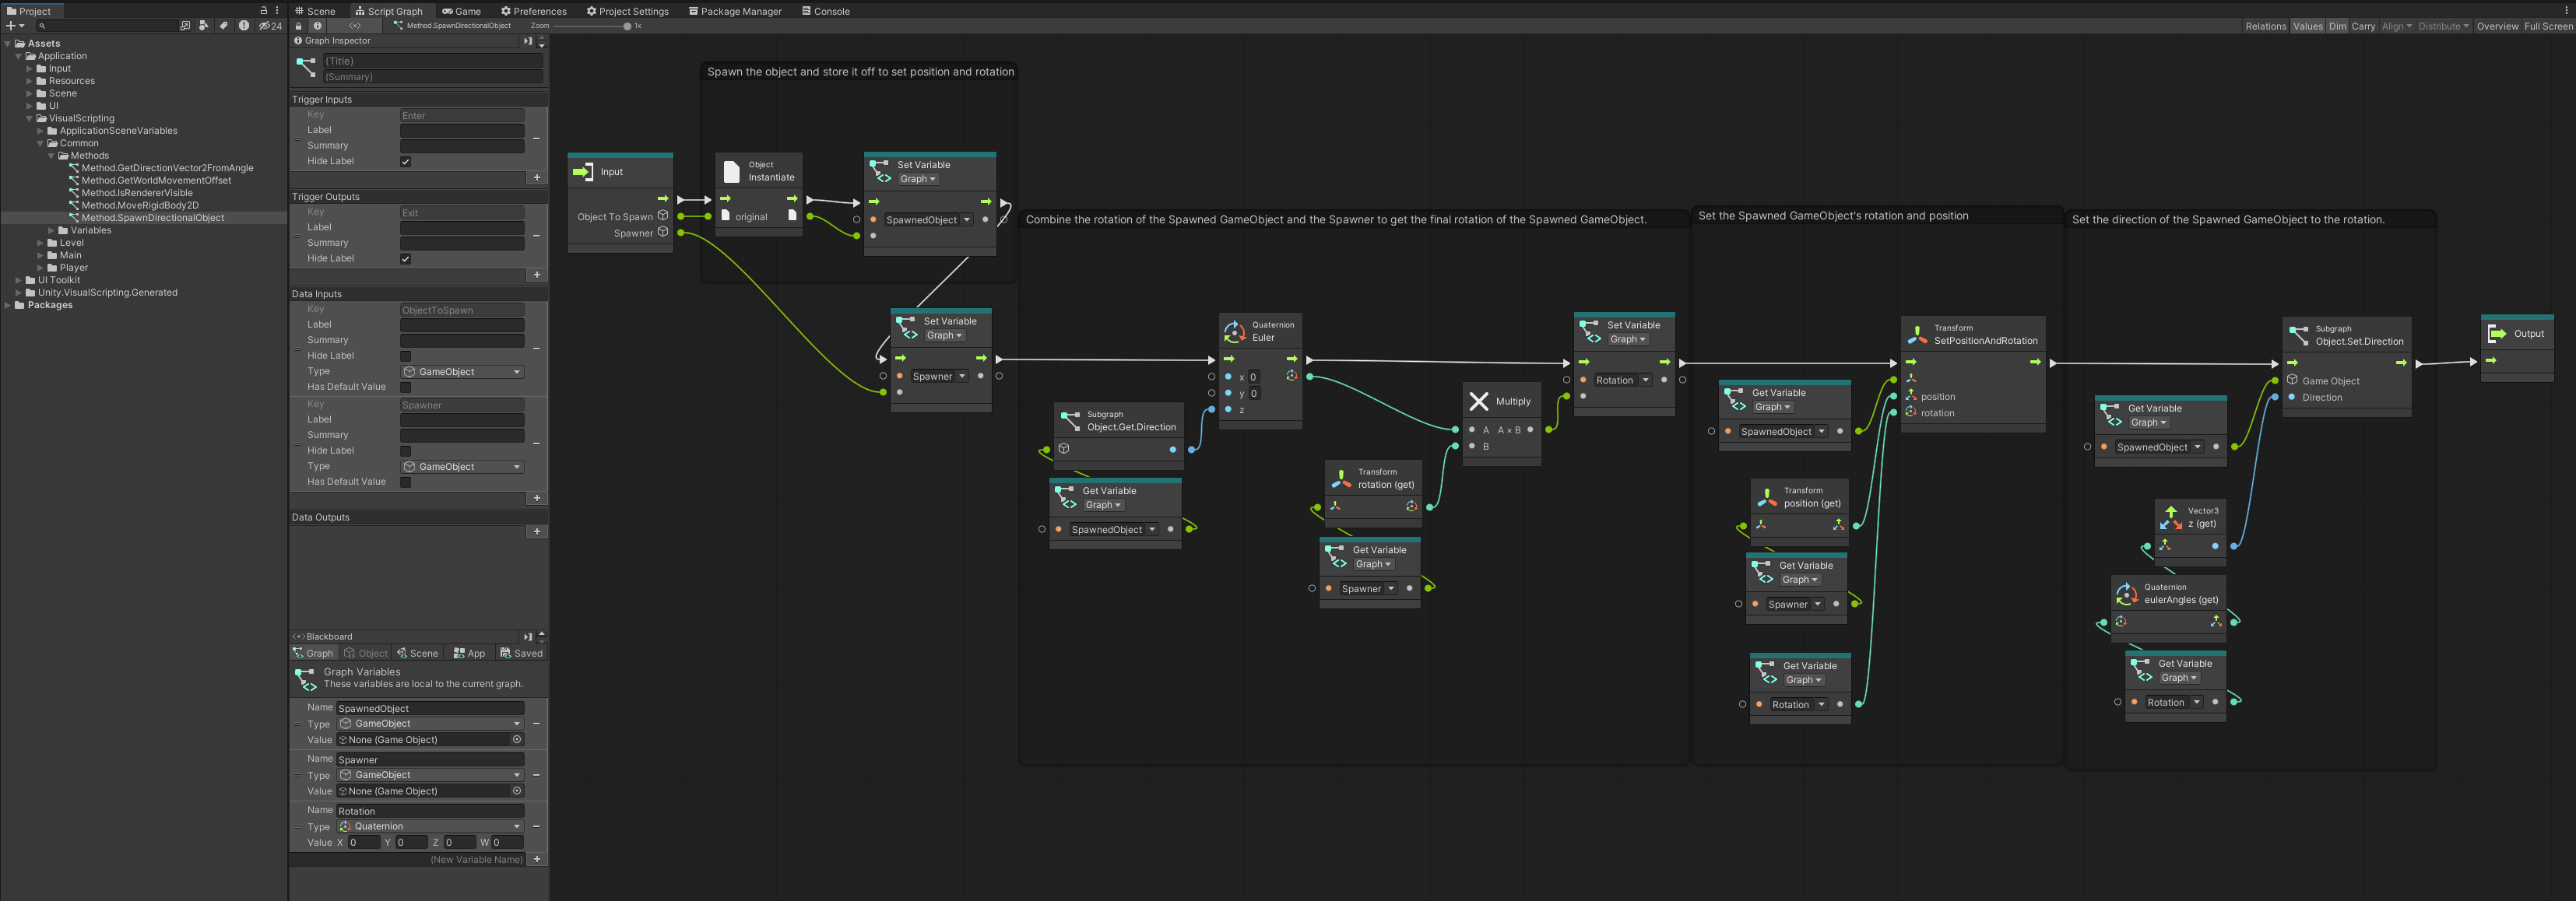 Project
24
Assets
Application
Input
Resources
Scene
UI
VisualScripting
ApplicationSceneVariables
Common
Methods
Method.GetDirectionVector2FromAngle
Method.GetWorldMovementOffset
Method.IsRendererVisible
Method.MoveRigidBody2D
Method.SpawnDirectionalObject
Variables
Level
Main
Player
UI Toolkit
Unity.VisualScripting.Generated
Packages
Scene
Script Graph
Game
Preferences
Project Settings
Package Manager
Console
Method.SpawnDirectionalObject
Zoom
1x
Relations
Values
Dim
Carry
Align
Distribute
Overview
Full Screen
Graph Inspector
(Title)
(Summary)
Trigger Inputs
Key Enter
Label
Summary
Hide Label
Trigger Outputs
Key Exit
Label
Summary
Hide Label
Data Inputs
Key ObjectToSpawn
Label
Summary
Hide Label
Type GameObject
Has Default Value
Key Spawner
Label
Summary
Hide Label
Type GameObject
Has Default Value
Data Outputs
Blackboard
Graph Object Scene App Saved
Graph Variables
These variables are local to the current graph.
Name SpawnedObject
Type GameObject
Value None (Game Object)
Name Spawner
Type GameObject
Value None (Game Object)
Name Rotation
Type Quaternion
Value X 0 Y 0 Z 0 W 0
(New Variable Name)
Spawn the object and store it off to set position and rotation
Input
Object To Spawn
Spawner
Object
Instantiate
original
Set Variable
Graph
SpawnedObject
Set Variable
Graph
Spawner
Combine the rotation of the Spawned GameObject and the Spawner to get the final rotation of the Spawned GameObject.
Subgraph
Object.Get.Direction
Get Variable
Graph
SpawnedObject
Quaternion
Euler
x 0
y 0
z
Transform
rotation (get)
Get Variable
Graph
Spawner
Multiply
A A × B
B
Set Variable
Graph
Rotation
Set the Spawned GameObject's rotation and position
Get Variable
Graph
SpawnedObject
Transform
position (get)
Get Variable
Graph
Spawner
Get Variable
Graph
Rotation
Transform
SetPositionAndRotation
position
rotation
Set the direction of the Spawned GameObject to the rotation.
Get Variable
Graph
SpawnedObject
Vector3
z (get)
Quaternion
eulerAngles (get)
Get Variable
Graph
Rotation
Subgraph
Object.Set.Direction
Game Object
Direction
Output